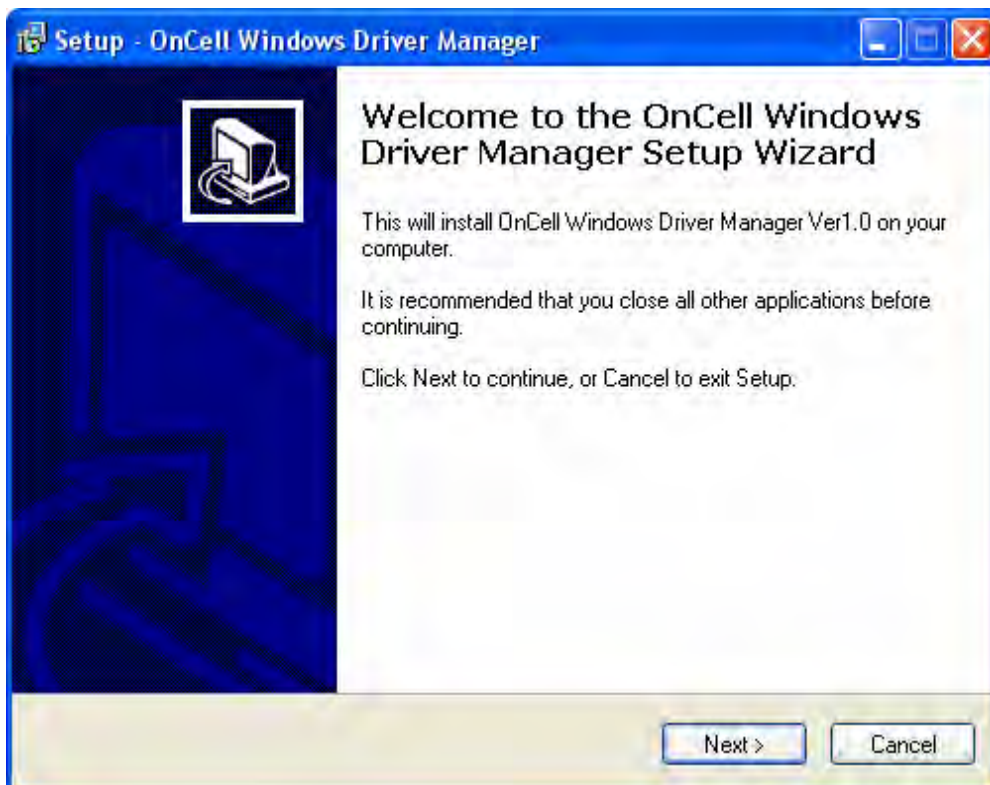 Setup - OnCell Windows Driver Manager
Welcome to the OnCell Windows
Driver Manager Setup Wizard
This will install OnCell Windows Driver Manager Ver1.0 on your
computer.
It is recommended that you close all other applications before
continuing.
Click Next to continue, or Cancel to exit Setup.
Next >
Cancel